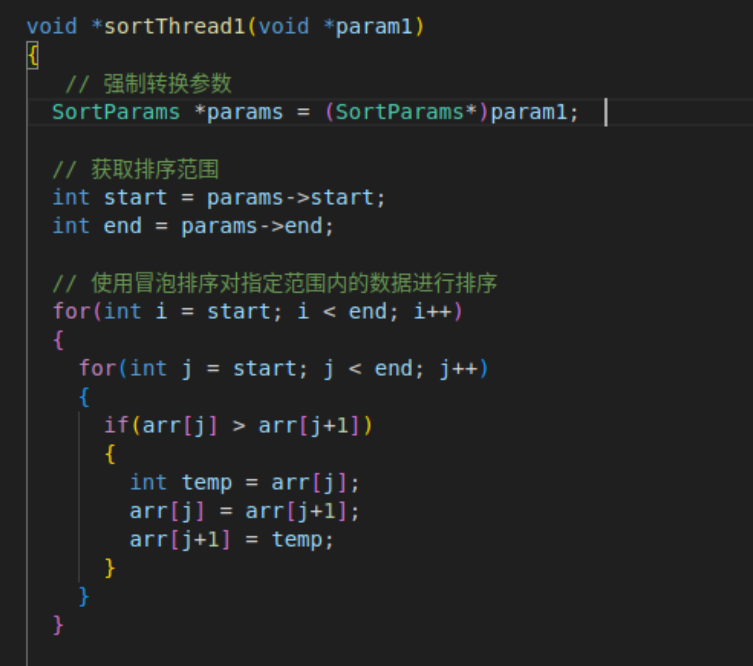 void *sortThread1(void *param1)
{
// 强制转换参数
SortParams *params = (SortParams*)param1;
// 获取排序范围
int start = params->start;
int end = params->end;
// 使用冒泡排序对指定范围内的数据进行排序
for(int i = start; i < end; i++)
{
for(int j = start; j < end; j++)
{
if(arr[j] > arr[j+1])
{
int temp = arr[j];
arr[j] = arr[j+1];
arr[j+1] = temp;
}
}
}